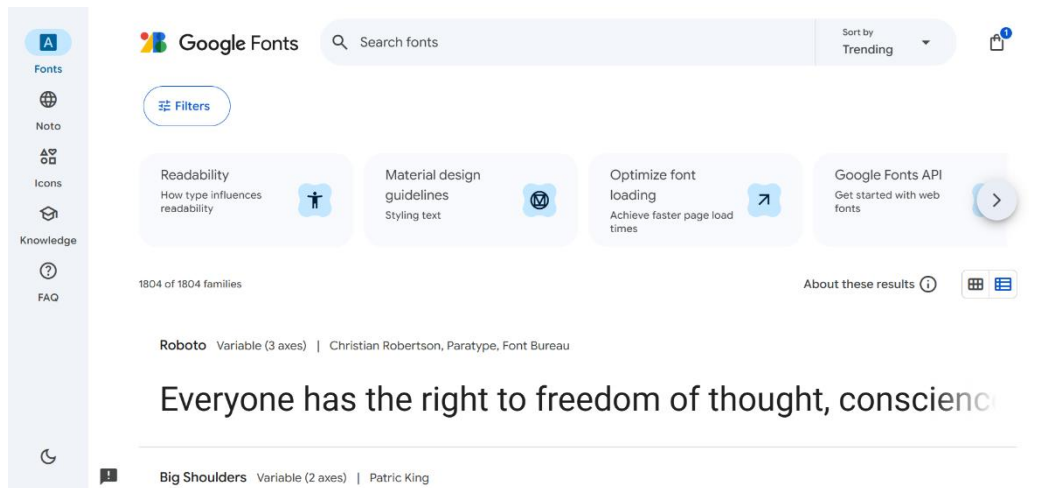 A
Fonts
Noto
Icons
Knowledge
?
FAQ
Google Fonts
Search fonts
Sort by
Trending
1
Filters
Readability
How type influences
readability
Material design
guidelines
Styling text
Optimize font
loading
Achieve faster page load
times
Google Fonts API
Get started with web
fonts
1804 of 1804 families
About these results
Roboto Variable (3 axes) | Christian Robertson, Paratype, Font Bureau
Everyone has the right to freedom of thought, conscienc
Big Shoulders Variable (2 axes) | Patric King